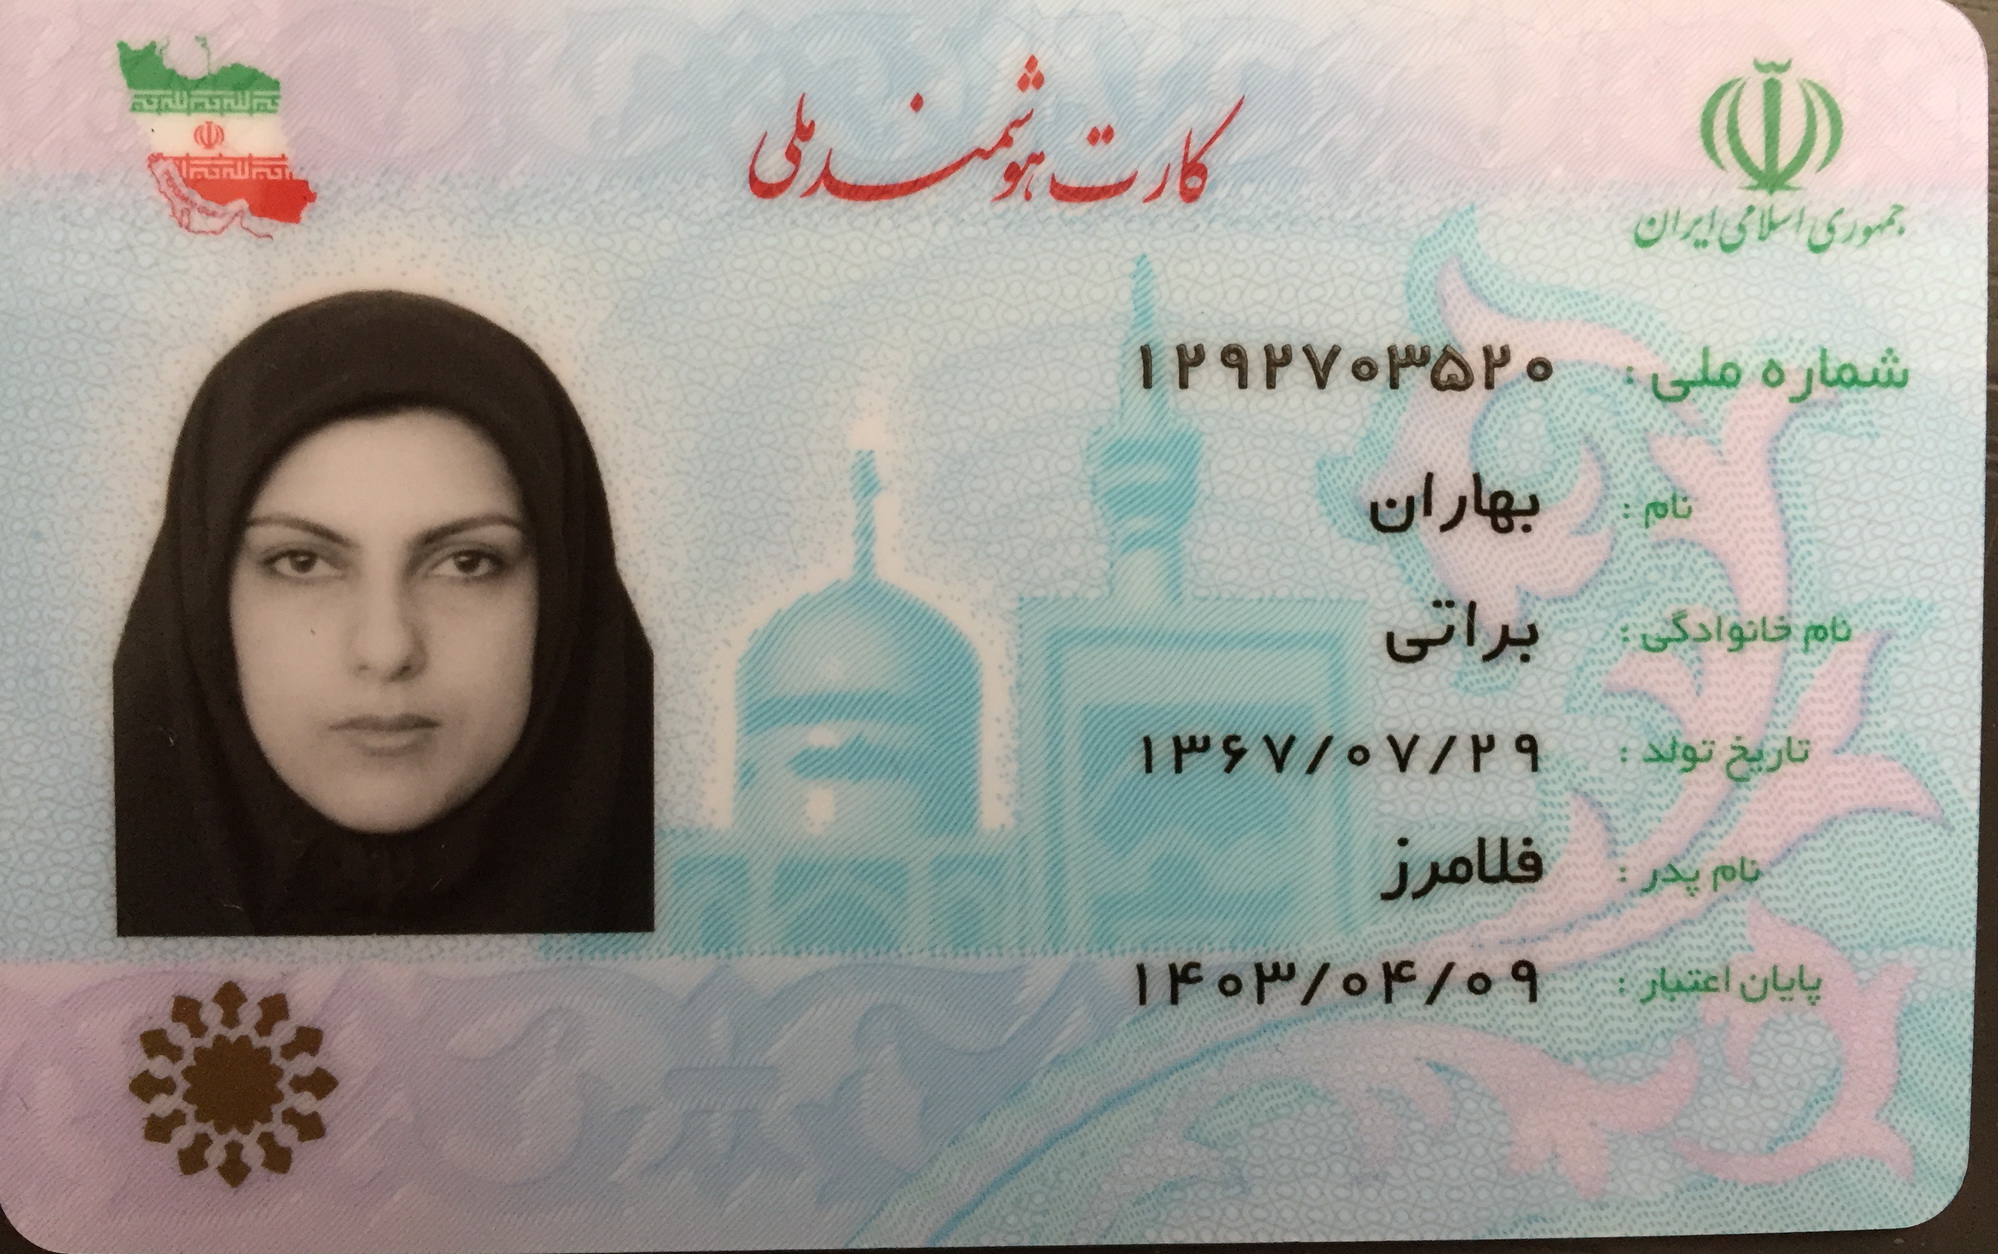 کارت هوشمند ملی
جمهوری اسلامی ایران
شماره ملی : ۱۲۹۲۷۰۳۵۲۰
نام : بهاران
نام خانوادگی : براتی
تاریخ تولد : ۱۳۶۷/۰۷/۲۹
نام پدر : فلامرز
پایان اعتبار : ۱۴۰۳/۰۴/۰۹